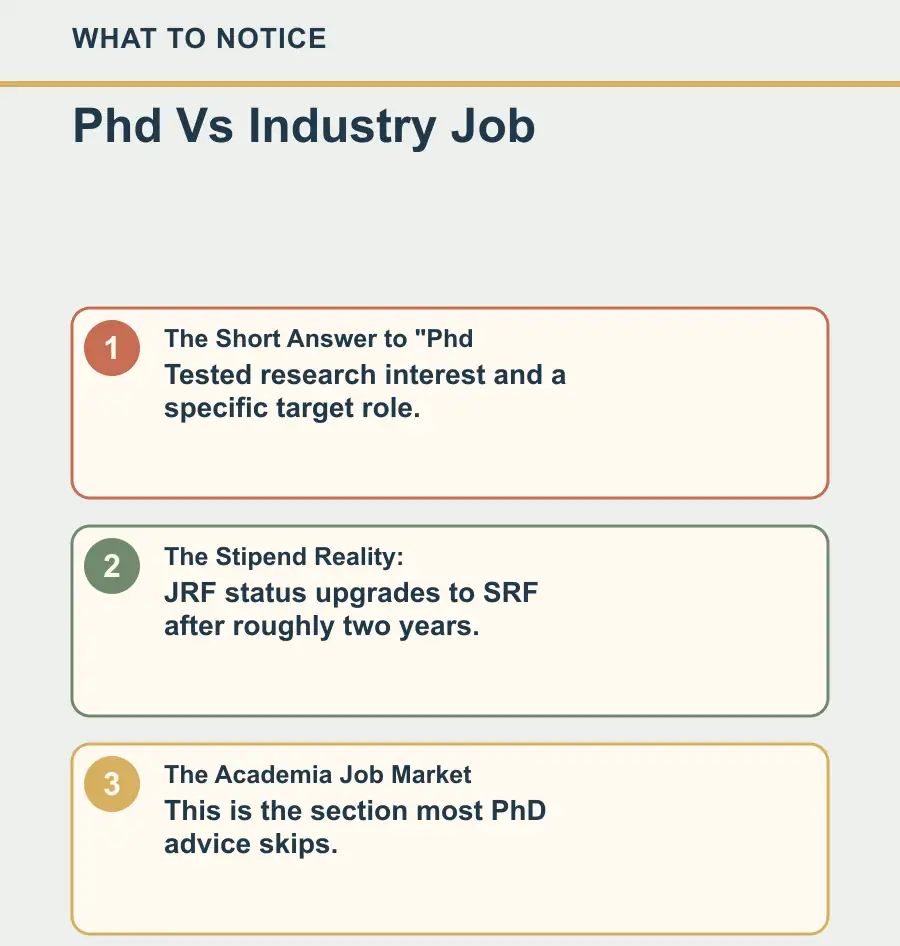 WHAT TO NOTICE
Phd Vs Industry Job
1
The Short Answer to "Phd
Tested research interest and a
specific target role.
2
The Stipend Reality:
JRF status upgrades to SRF
after roughly two years.
3
The Academia Job Market
This is the section most PhD
advice skips.